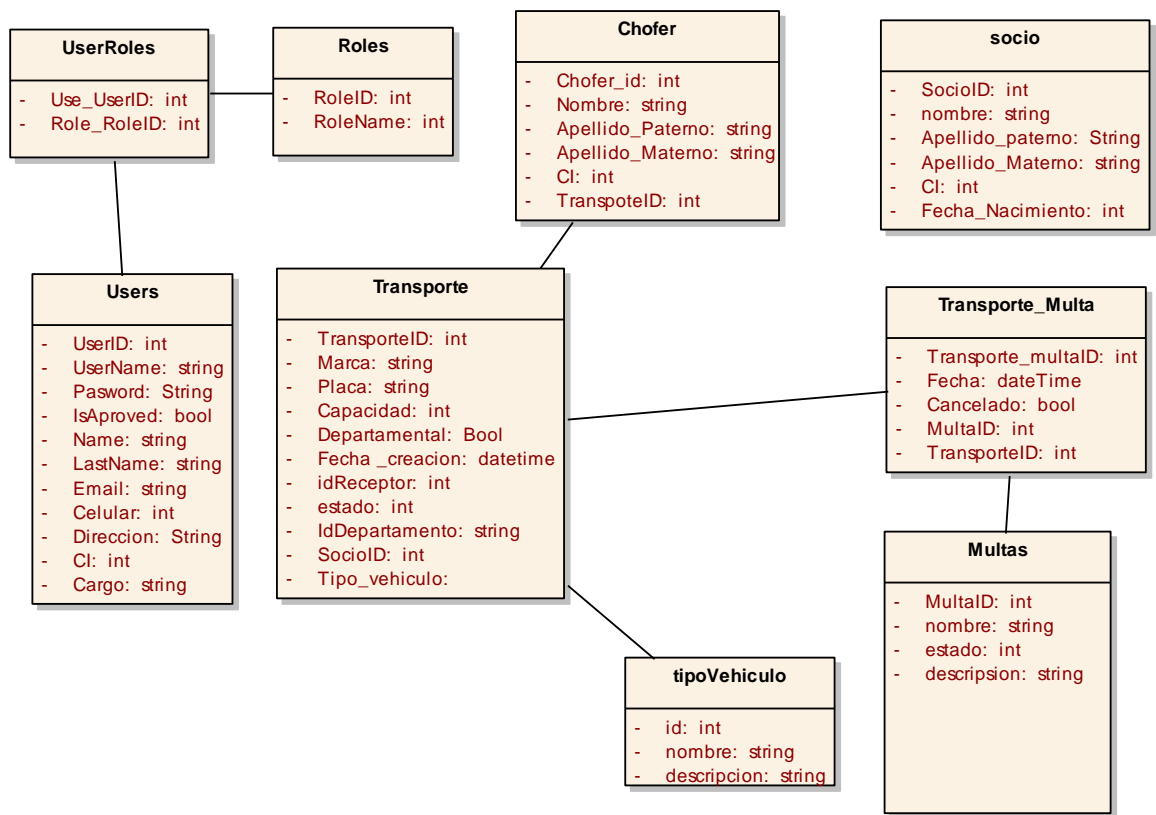 UserRoles
- Use_UserID: int
- Role_RoleID: int
Roles
- RoleID: int
- RoleName: int
Chofer
- Chofer_id: int
- Nombre: string
- Apellido_Paterno: string
- Apellido_Materno: string
- CI: int
- TranspoteID: int
socio
- SocioID: int
- nombre: string
- Apellido_paterno: String
- Apellido_Materno: string
- CI: int
- Fecha_Nacimiento: int
Users
- UserID: int
- UserName: string
- Pasword: String
- IsAproved: bool
- Name: string
- LastName: string
- Email: string
- Celular: int
- Direccion: String
- CI: int
- Cargo: string
Transporte
- TransporteID: int
- Marca: string
- Placa: string
- Capacidad: int
- Departamental: Bool
- Fecha _creacion: datetime
- idReceptor: int
- estado: int
- IdDepartamento: string
- SocioID: int
- Tipo_vehiculo:
Transporte_Multa
- Transporte_multaID: int
- Fecha: dateTime
- Cancelado: bool
- MultaID: int
- TransporteID: int
Multas
- MultaID: int
- nombre: string
- estado: int
- descripsion: string
tipoVehiculo
- id: int
- nombre: string
- descripcion: string